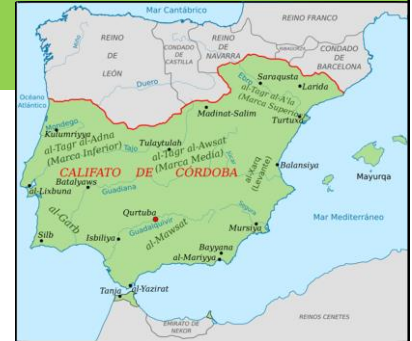 Mar Cantábrico
REINO FRANCO
REINO
DE
LEÓN
CONDADO
DE
CASTILLA
REINO
DE
NAVARRA
CONDADO
DE
BARCELONA
Miño
Duero
Ebro
Saraqusta
Larida
al-Tagr al-A'la
(Marca Superior)
Océano
Atlántico
Madinat-Salim
Turtuxa
Mondego
Kulumriyya
al-Tagr al-Adna
(Marca Inferior)
Tulaytulah
Tajo
al-Tagr al-Awsat
(Marca Media)
al-Xarq
(Levante)
Balansiya
Mayurqa
CALIFATO DE CÓRDOBA
Batalyaws
al-Lixbuna
Guadiana
al-Garb
Qurtuba
Guadalquivir
al-Mawsat
Segura
Mursiya
Mar Mediterráneo
Silb
Isbiliya
Bayyana
al-Mariyya
Tanja
al-Yazirat
EMIRATO DE
NEKOR
REINOS CENETES